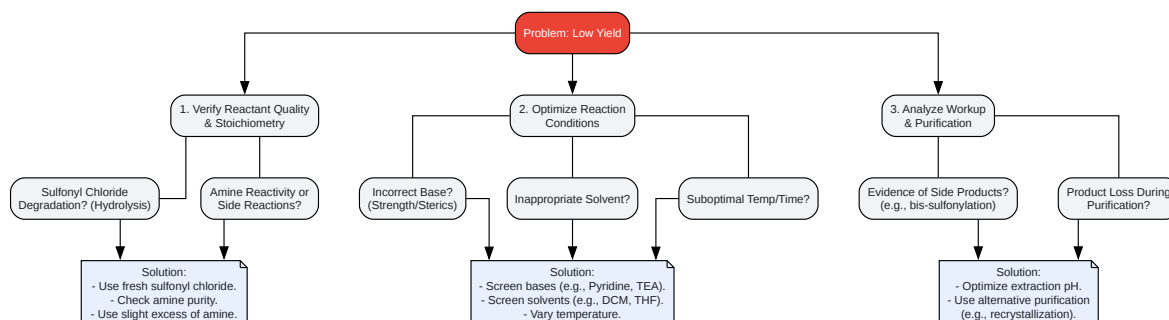 Problem: Low Yield
1. Verify Reactant Quality
& Stoichiometry
2. Optimize Reaction
Conditions
3. Analyze Workup
& Purification
Sulfonyl Chloride
Degradation? (Hydrolysis)
Amine Reactivity or
Side Reactions?
Incorrect Base?
(Strength/Sterics)
Inappropriate Solvent?
Suboptimal Temp/Time?
Evidence of Side Products?
(e.g., bis-sulfonylation)
Product Loss During
Purification?
Solution:
- Use fresh sulfonyl chloride.
- Check amine purity.
- Use slight excess of amine.
Solution:
- Screen bases (e.g., Pyridine, TEA).
- Screen solvents (e.g., DCM, THF).
- Vary temperature.
Solution:
- Optimize extraction pH.
- Use alternative purification
(e.g., recrystallization).